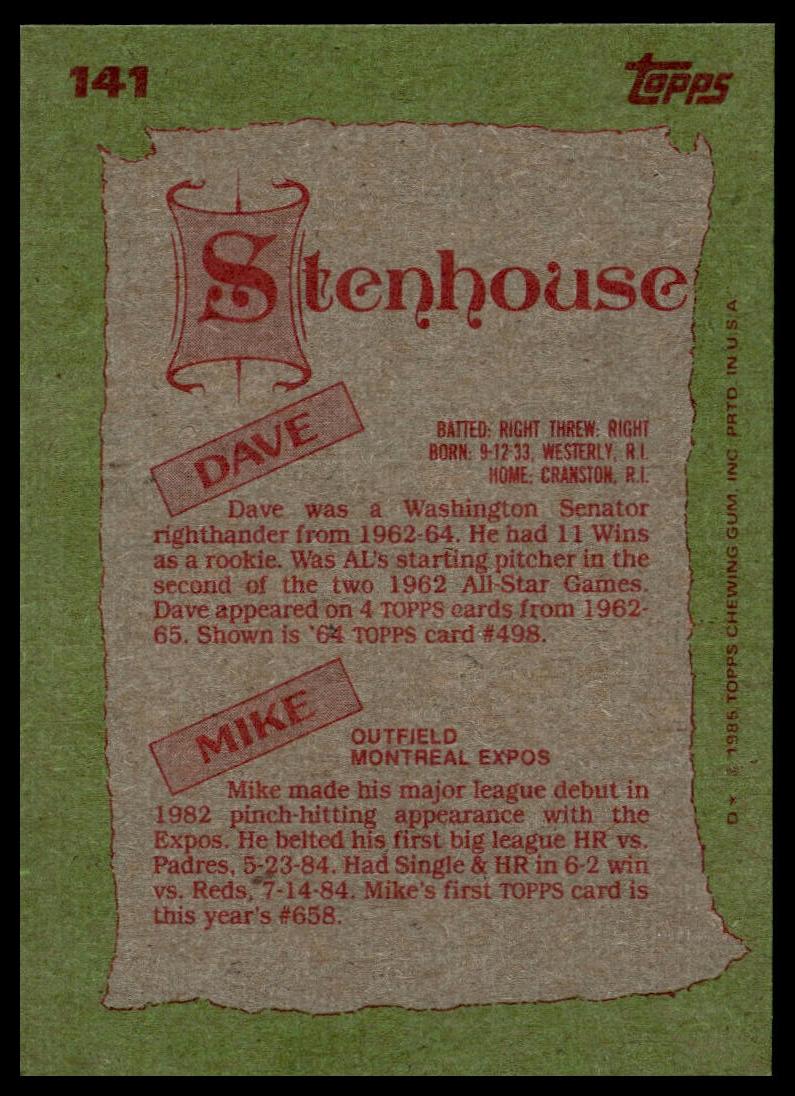 141
TOPPS
Stenhouse
DAVE
BATTED: RIGHT THREW: RIGHT
BORN: 9-12-33, WESTERLY, R.I.
HOME: CRANSTON, R.I.
Dave was a Washington Senator
righthander from 1962-64. He had 11 Wins
as a rookie. Was AL's starting pitcher in the
second of the two 1962 All-Star Games.
Dave appeared on 4 TOPPS cards from 1962-
65. Shown is '64 TOPPS card #498.
MIKE
OUTFIELD
MONTREAL EXPOS
Mike made his major league debut in
1982 pinch-hitting appearance with the
Expos. He belted his first big league HR vs.
Padres, 5-23-84. Had Single & HR in 6-2 win
vs. Reds, 7-14-84. Mike's first TOPPS card is
this year's #658.
D* © 1985 TOPPS CHEWING GUM, INC. PRTD. IN U.S.A.